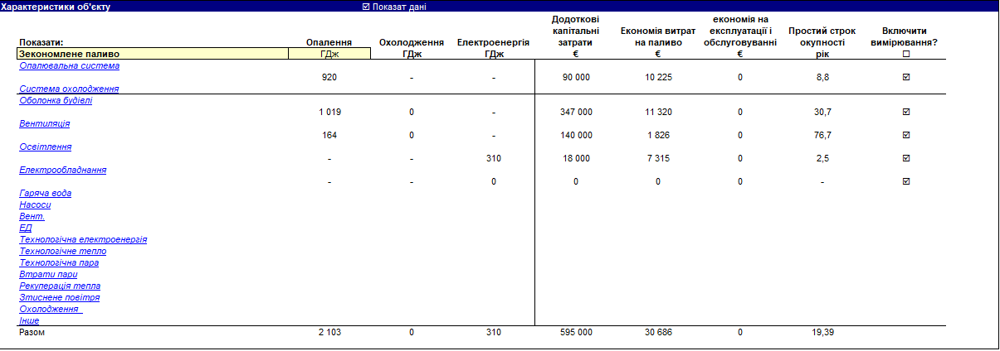 Характеристики об'єкту ☑ Показат дані
Додоткові економія на
капітальні Економія витрат експлуатації і Простий строк Включити
Показати: Опалення Охолодження Електроенергія затрати на паливо обслуговуванні окупності вимірювання?
Зекономлене паливо ГДж ГДж ГДж € € € рік ☐
Опалювальна система
920 - - 90 000 10 225 0 8,8 ☑
Система охолодження
Оболонка будівлі
1 019 0 - 347 000 11 320 0 30,7 ☑
Вентиляція
164 0 - 140 000 1 826 0 76,7 ☑
Освітлення
- - 310 18 000 7 315 0 2,5 ☑
Електрообладнання
- - 0 0 0 0 - ☑
Гаряча вода
Насоси
Вент.
ЕД
Технологічна електроенергія
Технологічне тепло
Технологічна пара
Втрати пари
Рекуперація тепла
Зтиснене повітря
Охолодження
Інше
Разом 2 103 0 310 595 000 30 686 0 19,39